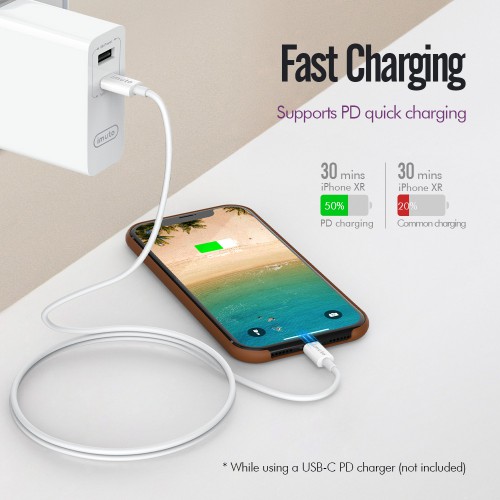 Fast Charging
Supports PD quick charging
imuto
30 mins
iPhone XR
50%
PD charging
30 mins
iPhone XR
20%
Common charging
* While using a USB-C PD charger (not included)